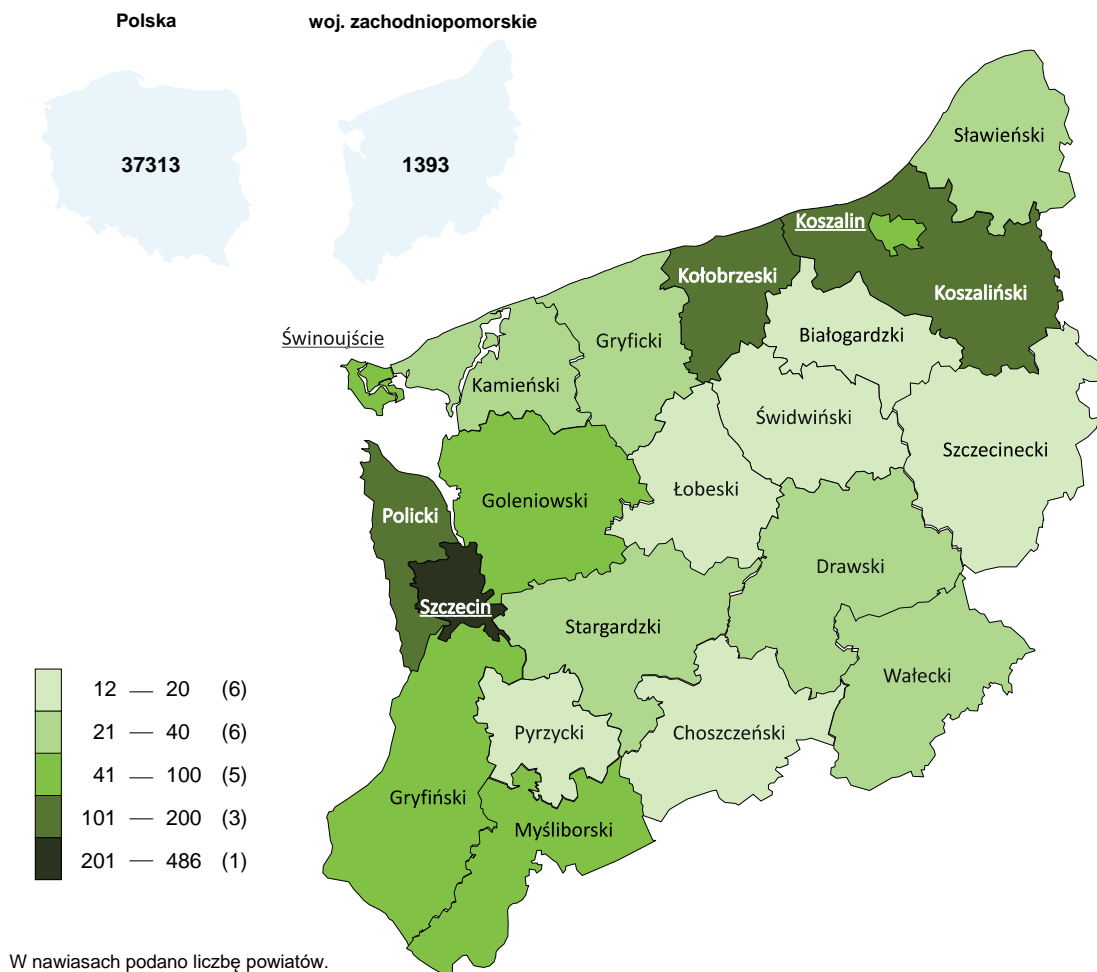 Polska
woj. zachodniopomorskie
37313
1393
Sławieński
Koszalin
Kołobrzeski
Koszaliński
Świnoujście
Gryficki
Białogardzki
Kamieński
Świdwiński
Szczecinecki
Łobeski
Goleniowski
Policki
Drawski
Szczecin
Stargardzki
Wałecki
Pyrzycki
Choszczeński
Gryfiński
Myśliborski
12 — 20 (6)
21 — 40 (6)
41 — 100 (5)
101 — 200 (3)
201 — 486 (1)
W nawiasach podano liczbę powiatów.